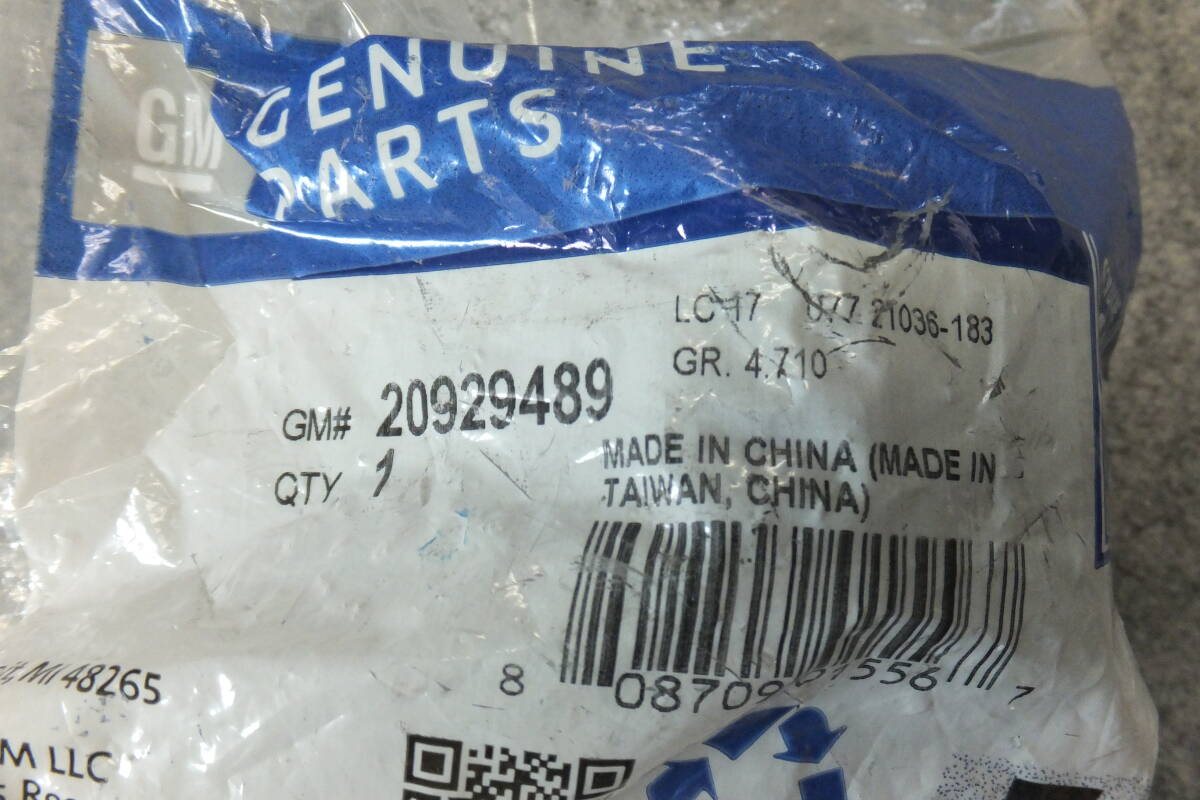 GM
GENUINE
PARTS
LC 17 077 21036-183
GR. 4.710
GM# 20929489
QTY 1
MADE IN CHINA (MADE IN
TAIWAN, CHINA)
8 7
MI 48265
LLC